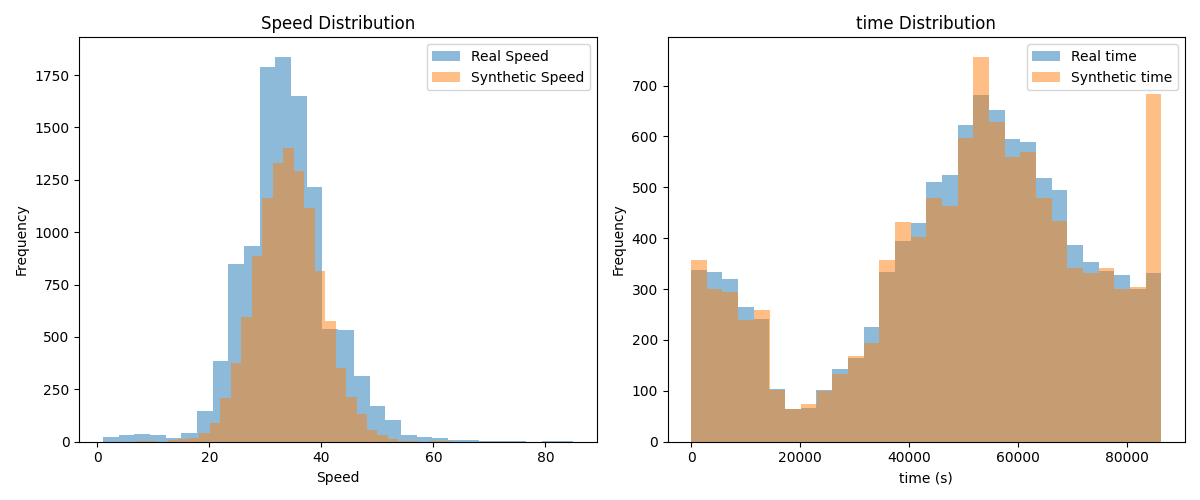 Speed Distribution
Real Speed
Synthetic Speed
Frequency
1750
1500
1250
1000
750
500
250
0
0 20 40 60 80
Speed
time Distribution
Real time
Synthetic time
Frequency
700
600
500
400
300
200
100
0
0 20000 40000 60000 80000
time (s)